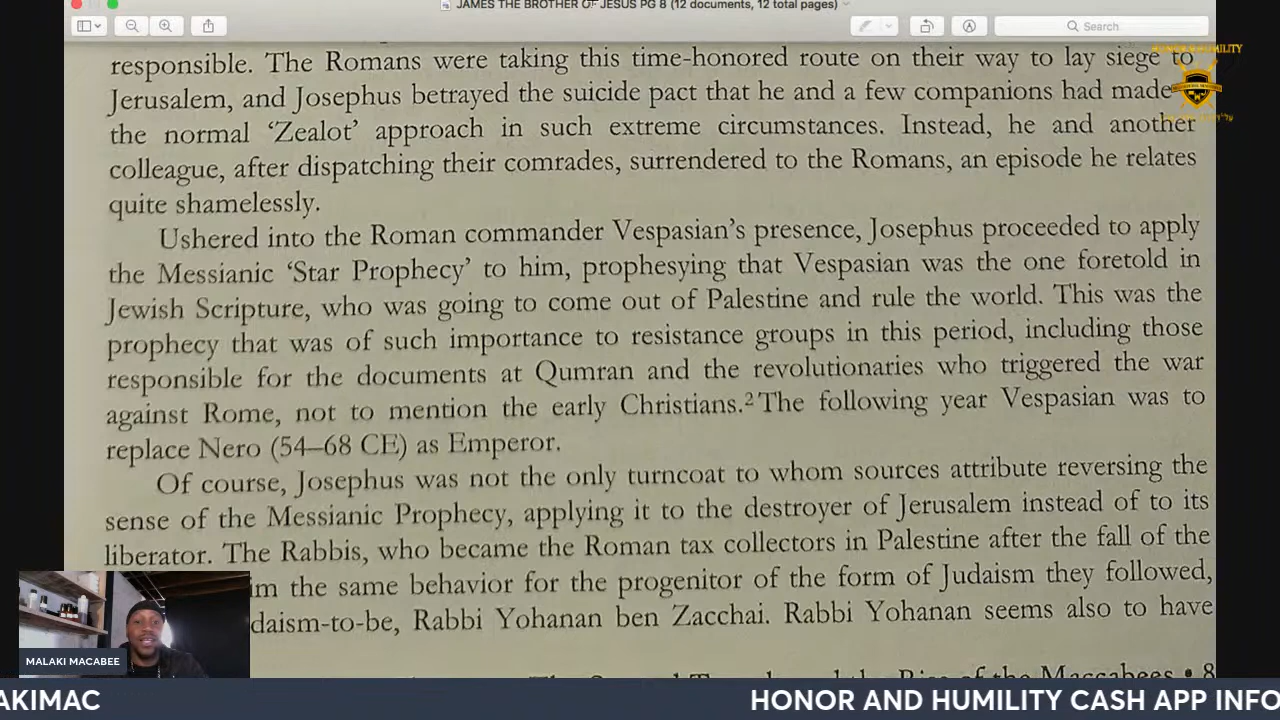 JAMES THE BROTHER OF JESUS PG 8 (12 documents, 12 total pages)
Search
responsible. The Romans were taking this time-honored route on their way to lay siege to
Jerusalem, and Josephus betrayed the suicide pact that he and a few companions had made
the normal ‘Zealot’ approach in such extreme circumstances. Instead, he and another
colleague, after dispatching their comrades, surrendered to the Romans, an episode he relates
quite shamelessly.
Ushered into the Roman commander Vespasian’s presence, Josephus proceeded to apply
the Messianic ‘Star Prophecy’ to him, prophesying that Vespasian was the one foretold in
Jewish Scripture, who was going to come out of Palestine and rule the world. This was the
prophecy that was of such importance to resistance groups in this period, including those
responsible for the documents at Qumran and the revolutionaries who triggered the war
against Rome, not to mention the early Christians.² The following year Vespasian was to
replace Nero (54–68 CE) as Emperor.
Of course, Josephus was not the only turncoat to whom sources attribute reversing the
sense of the Messianic Prophecy, applying it to the destroyer of Jerusalem instead of to its
liberator. The Rabbis, who became the Roman tax collectors in Palestine after the fall of the
im the same behavior for the progenitor of the form of Judaism they followed,
daism-to-be, Rabbi Yohanan ben Zacchai. Rabbi Yohanan seems also to have
of the Maccabees • 8
MALAKI MACABEE
AKIMAC
HONOR AND HUMILITY CASH APP INFO